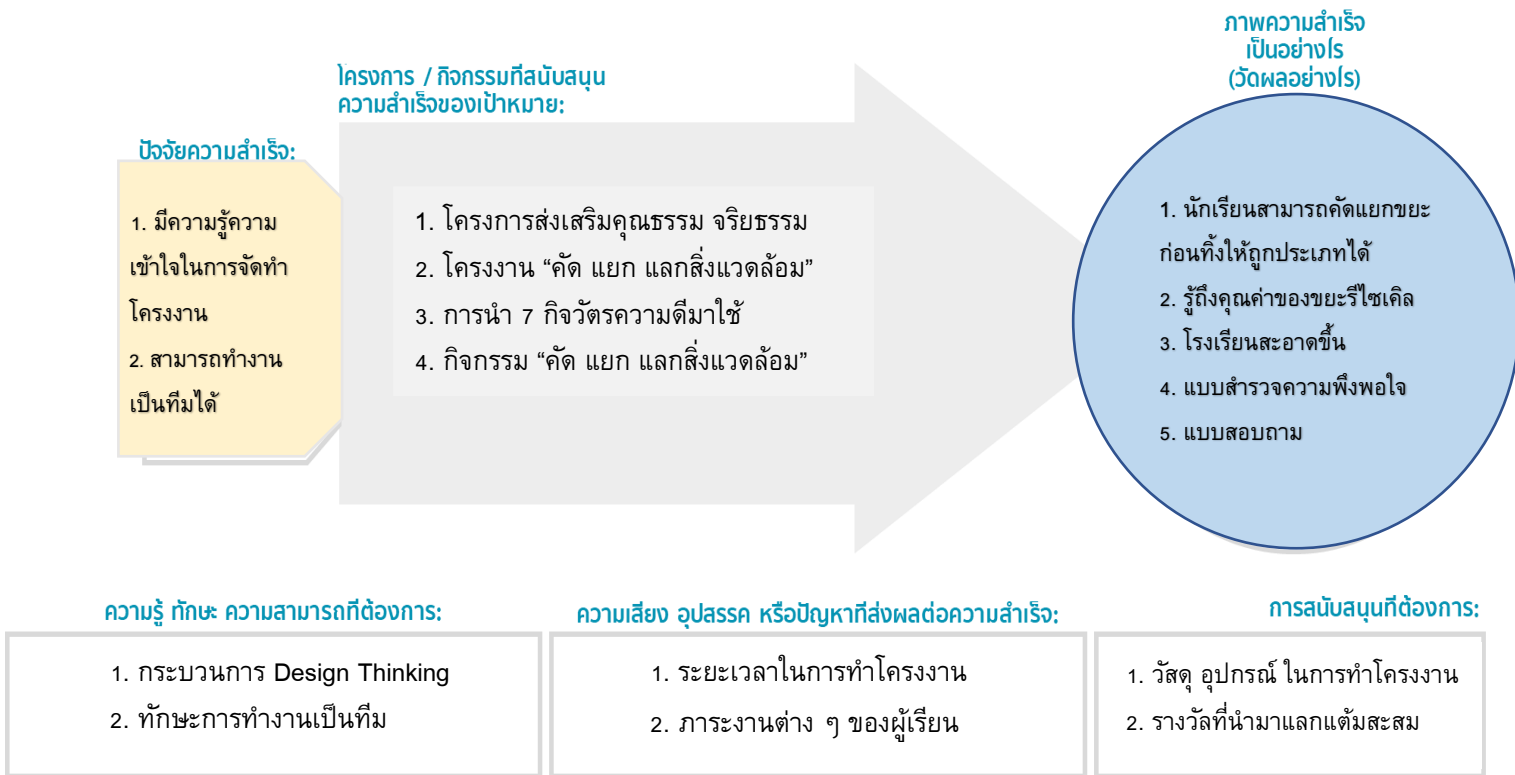 ภาพความสำเร็จ
เป็นอย่างไร
(วัดผลอย่างไร)
โครงการ / กิจกรรมที่สนับสนุน
ความสำเร็จของเป้าหมาย:
ปัจจัยความสำเร็จ:
1. มีความรู้ความ
เข้าใจในการจัดทำ
โครงงาน
2. สามารถทำงาน
เป็นทีมได้
1. โครงการส่งเสริมคุณธรรม จริยธรรม
2. โครงงาน “คัด แยก แลกสิ่งแวดล้อม”
3. การนำ 7 กิจวัตรความดีมาใช้
4. กิจกรรม “คัด แยก แลกสิ่งแวดล้อม”
1. นักเรียนสามารถคัดแยกขยะ
ก่อนทิ้งให้ถูกประเภทได้
2. รู้ถึงคุณค่าของขยะรีไซเคิล
3. โรงเรียนสะอาดขึ้น
4. แบบสำรวจความพึงพอใจ
5. แบบสอบถาม
ความรู้ ทักษะ ความสามารถที่ต้องการ:
1. กระบวนการ Design Thinking
2. ทักษะการทำงานเป็นทีม
ความเสี่ยง อุปสรรค หรือปัญหาที่ส่งผลต่อความสำเร็จ:
1. ระยะเวลาในการทำโครงงาน
2. ภาระงานต่าง ๆ ของผู้เรียน
การสนับสนุนที่ต้องการ:
1. วัสดุ อุปกรณ์ ในการทำโครงงาน
2. รางวัลที่นำมาแลกแต้มสะสม